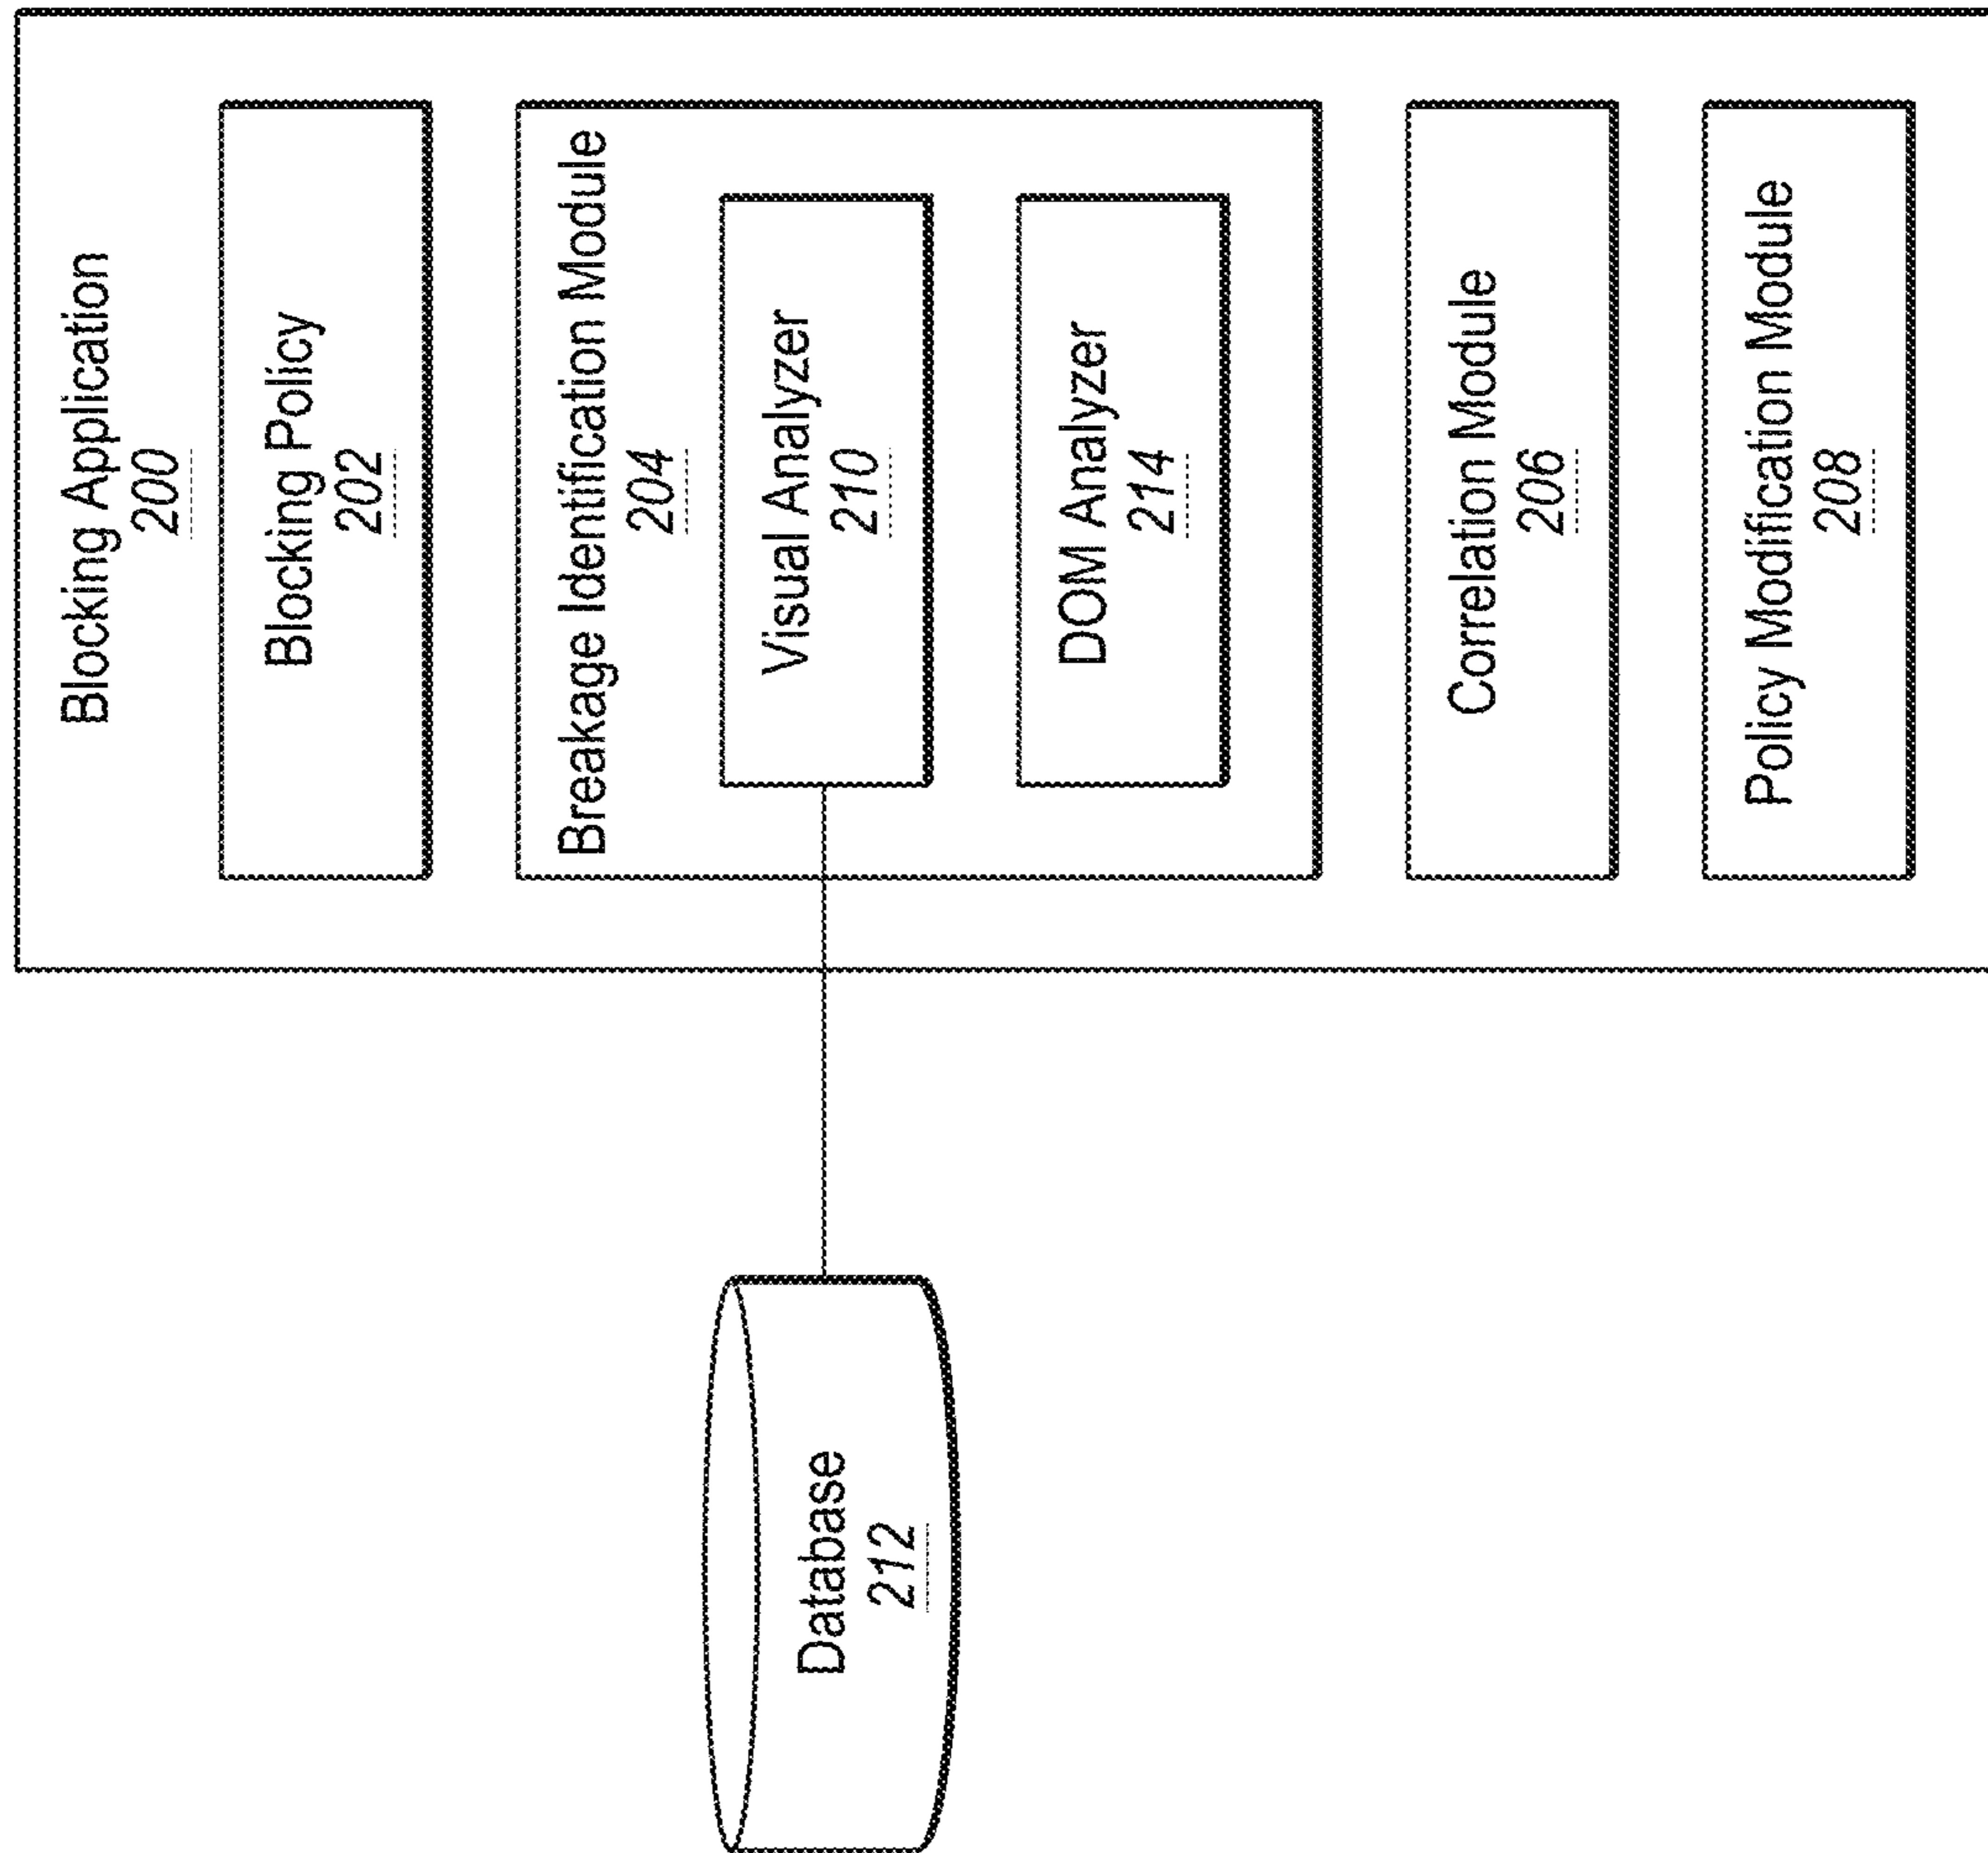 Blocking Application
200
Blocking Policy
202
Breakage Identification Module
204
Visual Analyzer
210
DOM Analyzer
214
Correlation Module
206
Policy Modification Module
208
Database
212